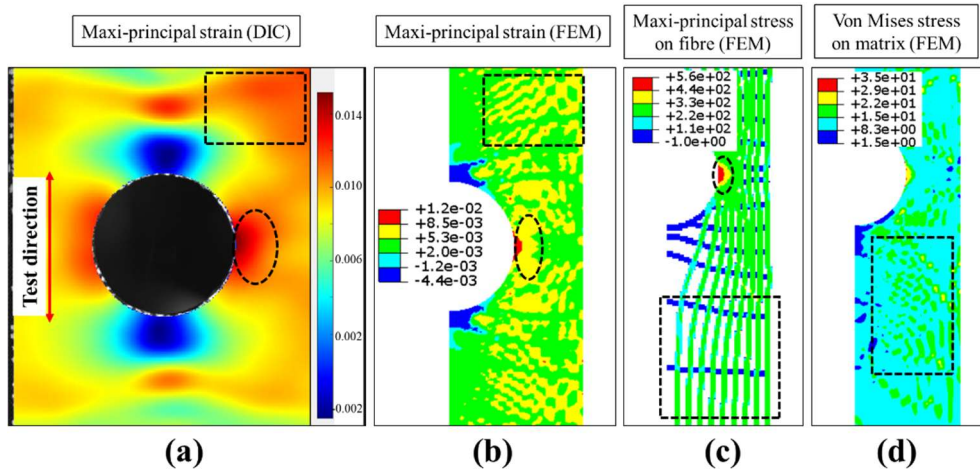 Maxi-principal strain (DIC)
Maxi-principal strain (FEM)
Maxi-principal stress
on fibre (FEM)
Von Mises stress
on matrix (FEM)
Test direction
0.014
0.010
0.006
0.002
0.002
+1.2e-02
+8.5e-03
+5.3e-03
+2.0e-03
-1.2e-03
-4.4e-03
+5.6e+02
+4.4e+02
+3.3e+02
+2.2e+02
+1.1e+02
-1.0e+00
+3.5e+01
+2.9e+01
+2.2e+01
+1.5e+01
+8.3e+00
+1.5e+00
(a)
(b)
(c)
(d)